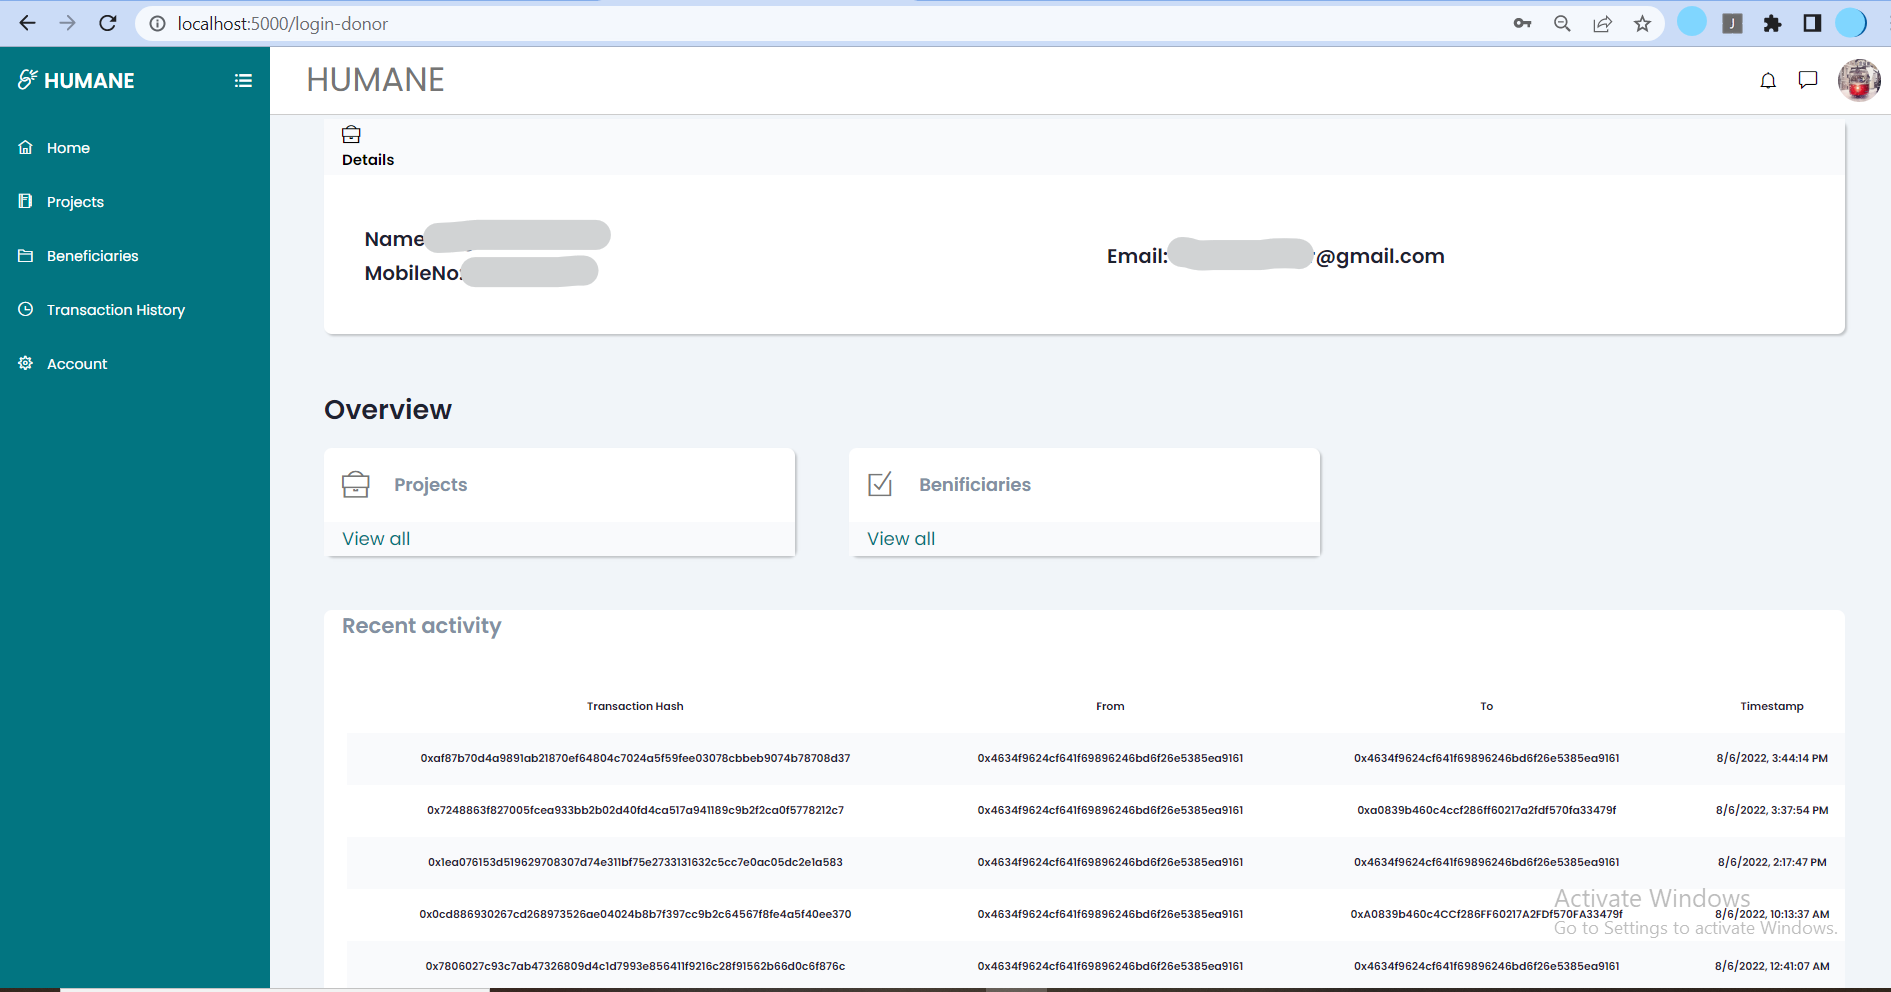 localhost:5000/login-donor
J
HUMANE
HUMANE
Home
Projects
Beneficiaries
Transaction History
Account
Details
Name
MobileNo:
Email: @gmail.com
Overview
Projects
View all
Benificiaries
View all
Recent activity
Transaction Hash From To Timestamp
0xaf87b70d4a9891ab21870ef64804c7024a5f59fee03078cbbeb9074b78708d37 0x4634f9624cf641f69896246bd6f26e5385ea9161 0x4634f9624cf641f69896246bd6f26e5385ea9161 8/6/2022, 3:44:14 PM
0x7248863f827005fcea933bb2b02d40fd4ca517a941189c9b2f2ca0f5778212c7 0x4634f9624cf641f69896246bd6f26e5385ea9161 0xa0839b460c4ccf286ff60217a2fdf570fa33479f 8/6/2022, 3:37:54 PM
0x1ea076153d519629708307d74e311bf75e2733131632c5cc7e0ac05dc2e1a583 0x4634f9624cf641f69896246bd6f26e5385ea9161 0x4634f9624cf641f69896246bd6f26e5385ea9161 8/6/2022, 2:17:47 PM
0x0cd886930267cd268973526ae04024b8b7f397cc9b2c64567f8fe4a5f40ee370 0x4634f9624cf641f69896246bd6f26e5385ea9161 0xA0839b460c4CCf286FF60217A2FDf570FA33479f 8/6/2022, 10:13:37 AM
0x7806027c93c7ab47326809d4c1d7993e856411f9216c28f91562b66d0c6f876c 0x4634f9624cf641f69896246bd6f26e5385ea9161 0x4634f9624cf641f69896246bd6f26e5385ea9161 8/6/2022, 12:41:07 AM
Activate Windows
Go to Settings to activate Windows.